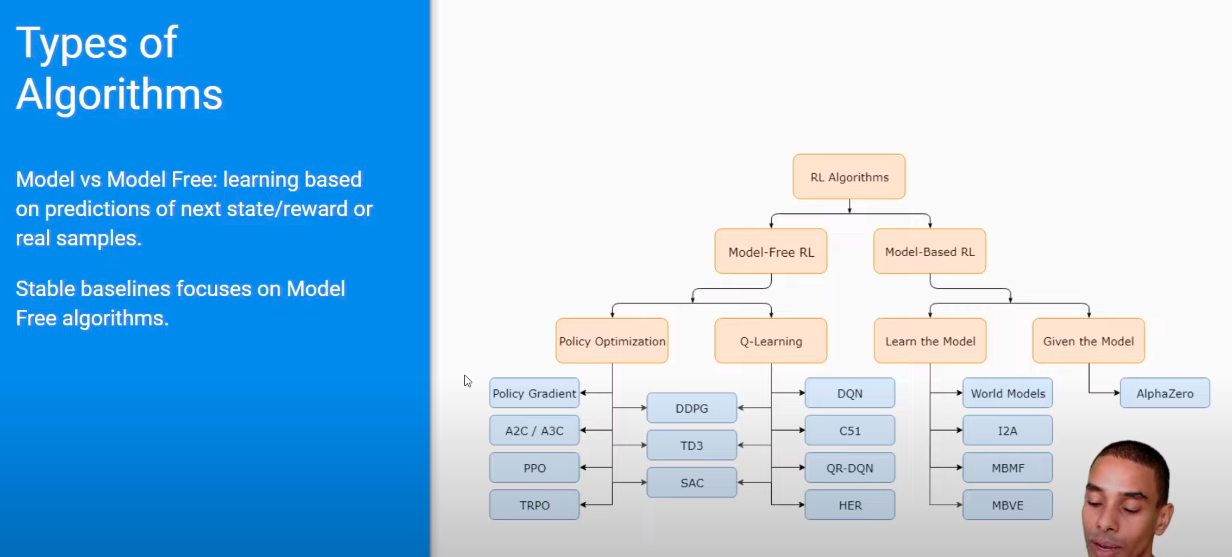 Types of
Algorithms
Model vs Model Free: learning based
on predictions of next state/reward or
real samples.
Stable baselines focuses on Model
Free algorithms.
RL Algorithms
Model-Free RL
Model-Based RL
Policy Optimization
Q-Learning
Learn the Model
Given the Model
Policy Gradient
A2C / A3C
PPO
TRPO
DDPG
TD3
SAC
DQN
C51
QR-DQN
HER
World Models
I2A
MBMF
MBVE
AlphaZero